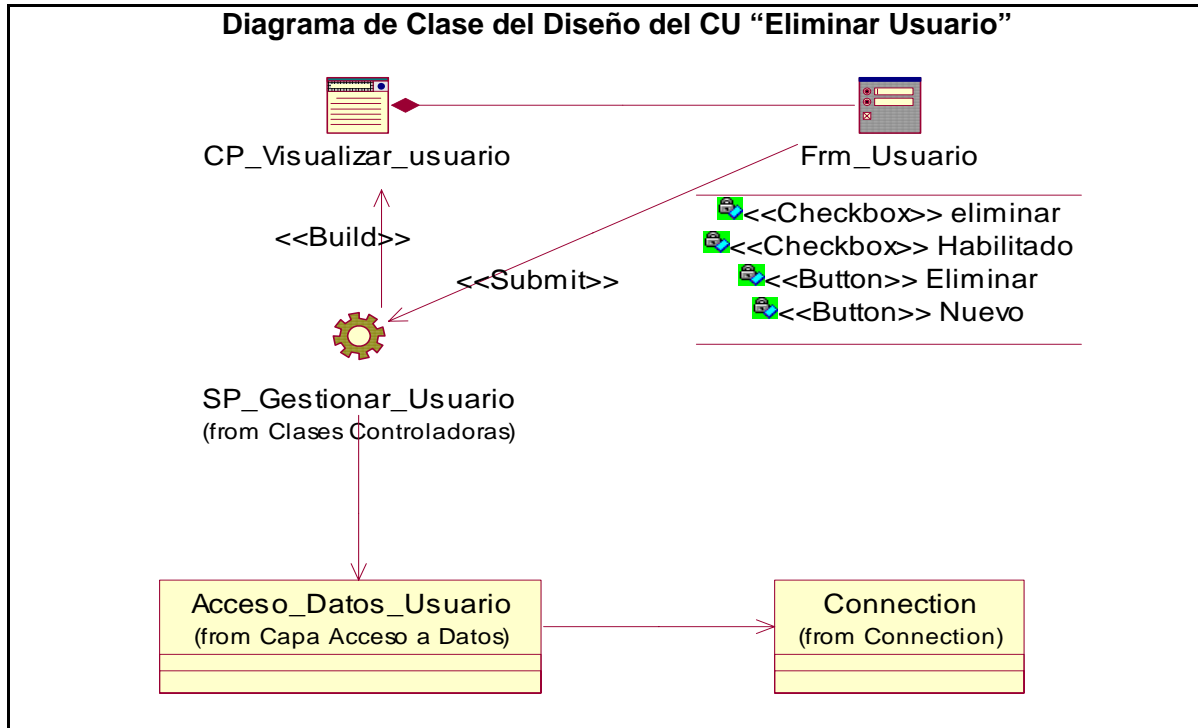 Diagrama de Clase del Diseño del CU “Eliminar Usuario”
CP_Visualizar_usuario
Frm_Usuario
<<Checkbox>> eliminar
<<Checkbox>> Habilitado
<<Button>> Eliminar
<<Button>> Nuevo
<<Build>>
<<Submit>>
SP_Gestionar_Usuario
(from Clases Controladoras)
Acceso_Datos_Usuario
(from Capa Acceso a Datos)
Connection
(from Connection)